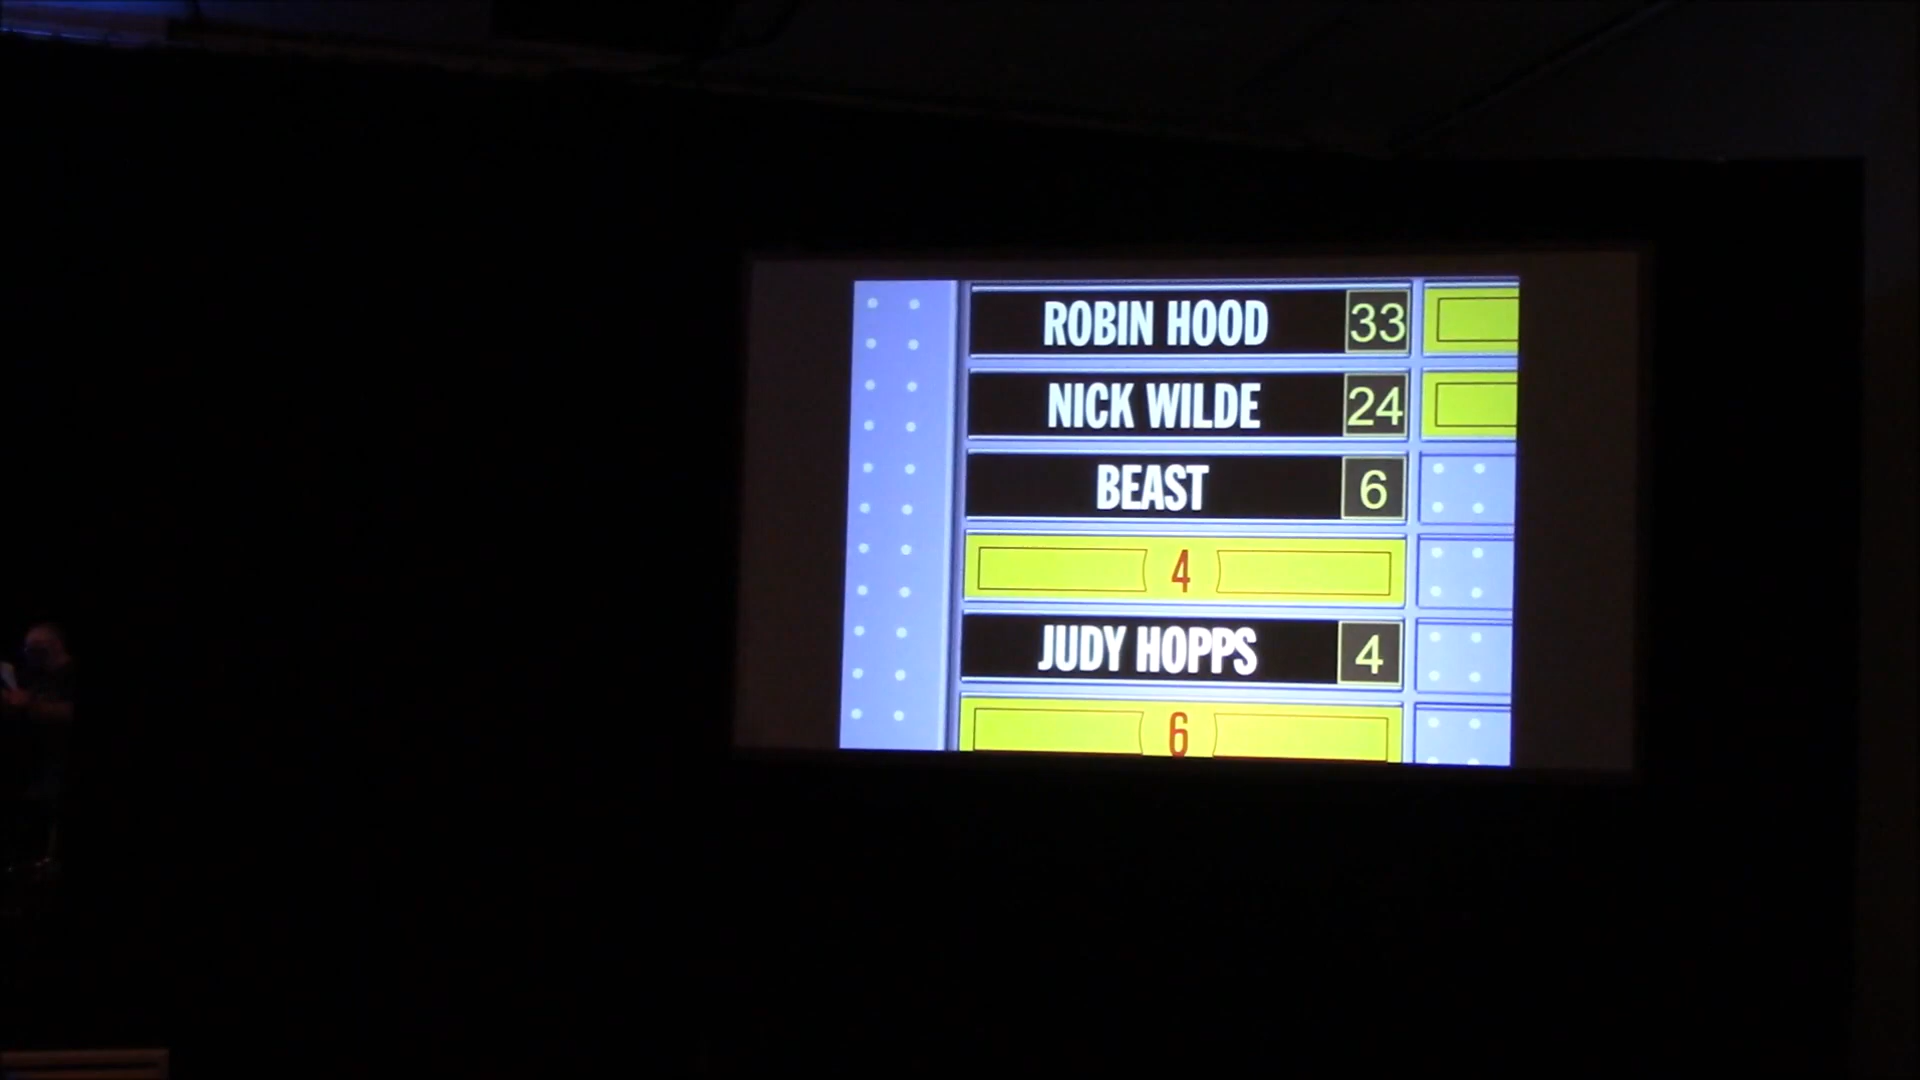 ROBIN HOOD 33
NICK WILDE 24
BEAST 6
4
JUDY HOPPS 4
6